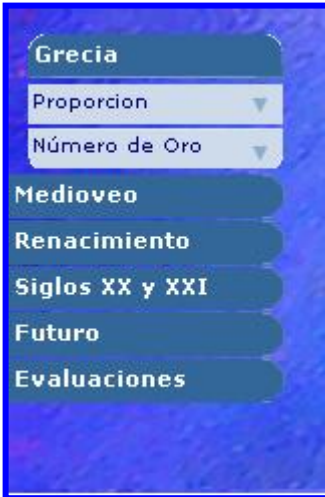 Grecia
Proporcion
Número de Oro
Medioveo
Renacimiento
Siglos XX y XXI
Futuro
Evaluaciones